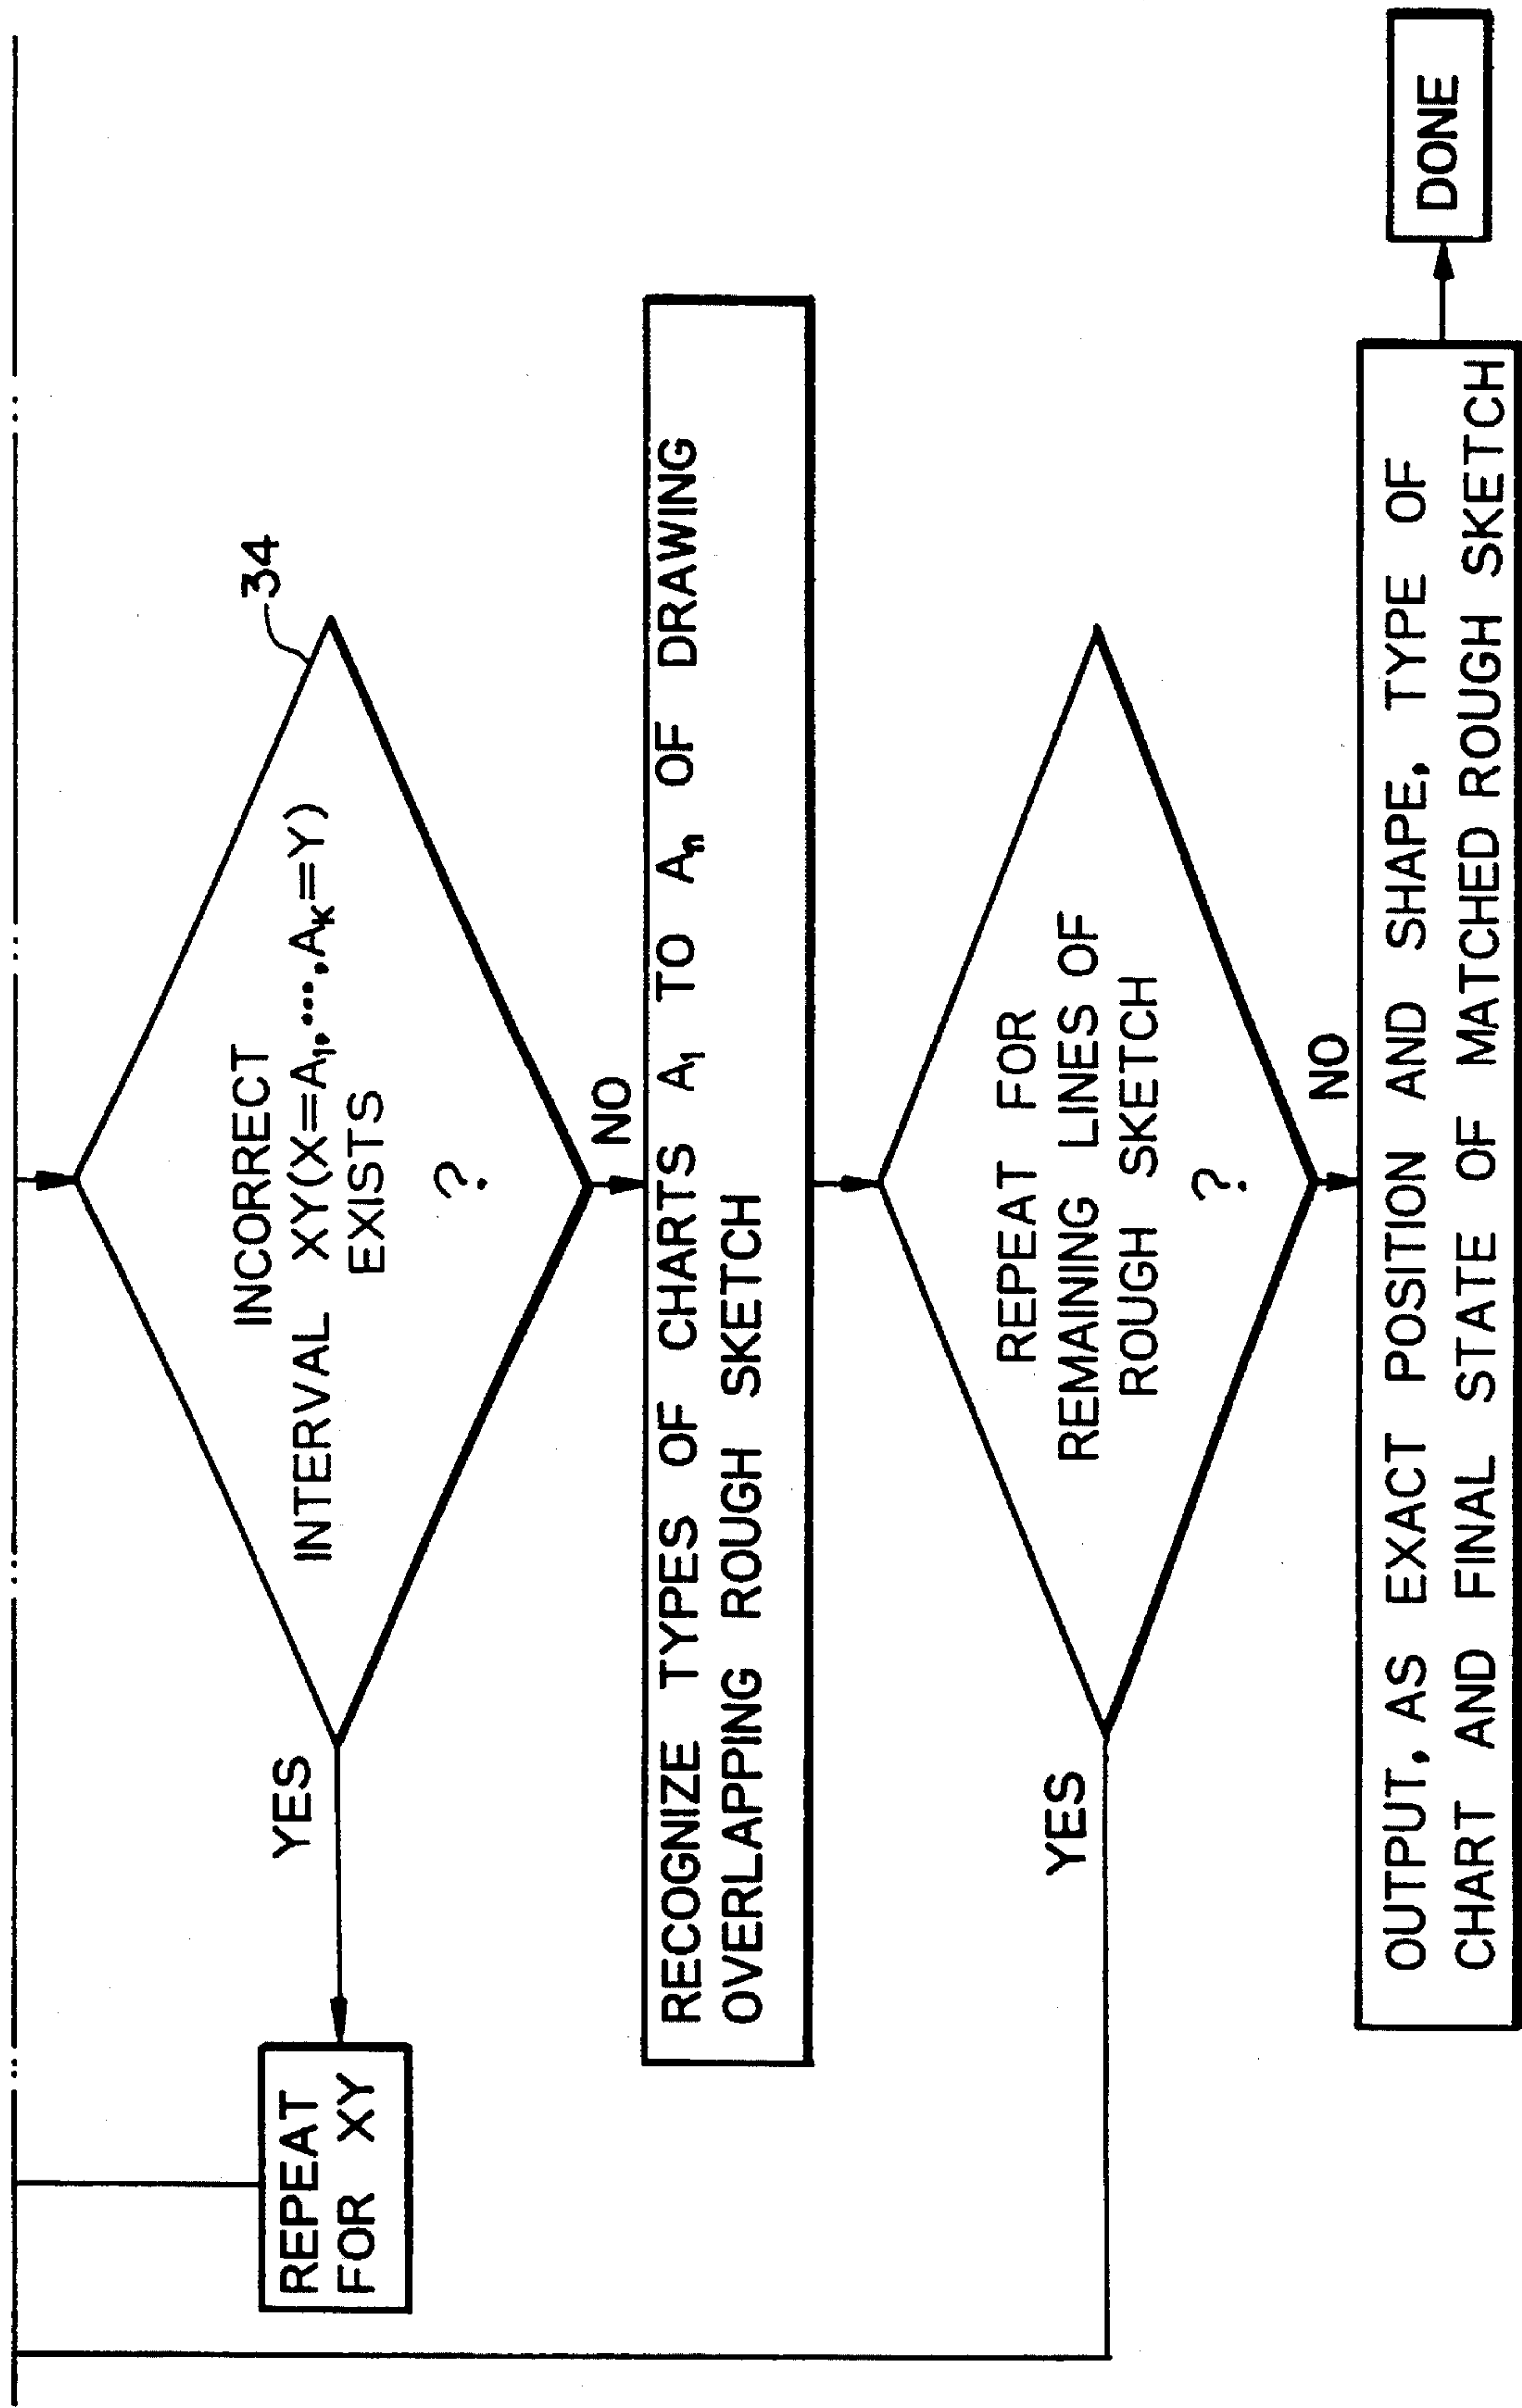 34
INCORRECT
INTERVAL XY(X=A₁,•••,Aₖ=Y)
EXISTS
?
YES
REPEAT
FOR XY
NO
RECOGNIZE TYPES OF CHARTS A₁ TO Aₙ OF DRAWING
OVERLAPPING ROUGH SKETCH
REPEAT FOR
REMAINING LINES OF
ROUGH SKETCH
?
YES
NO
OUTPUT, AS EXACT POSITION AND SHAPE, TYPE OF
CHART AND FINAL STATE OF MATCHED ROUGH SKETCH
DONE